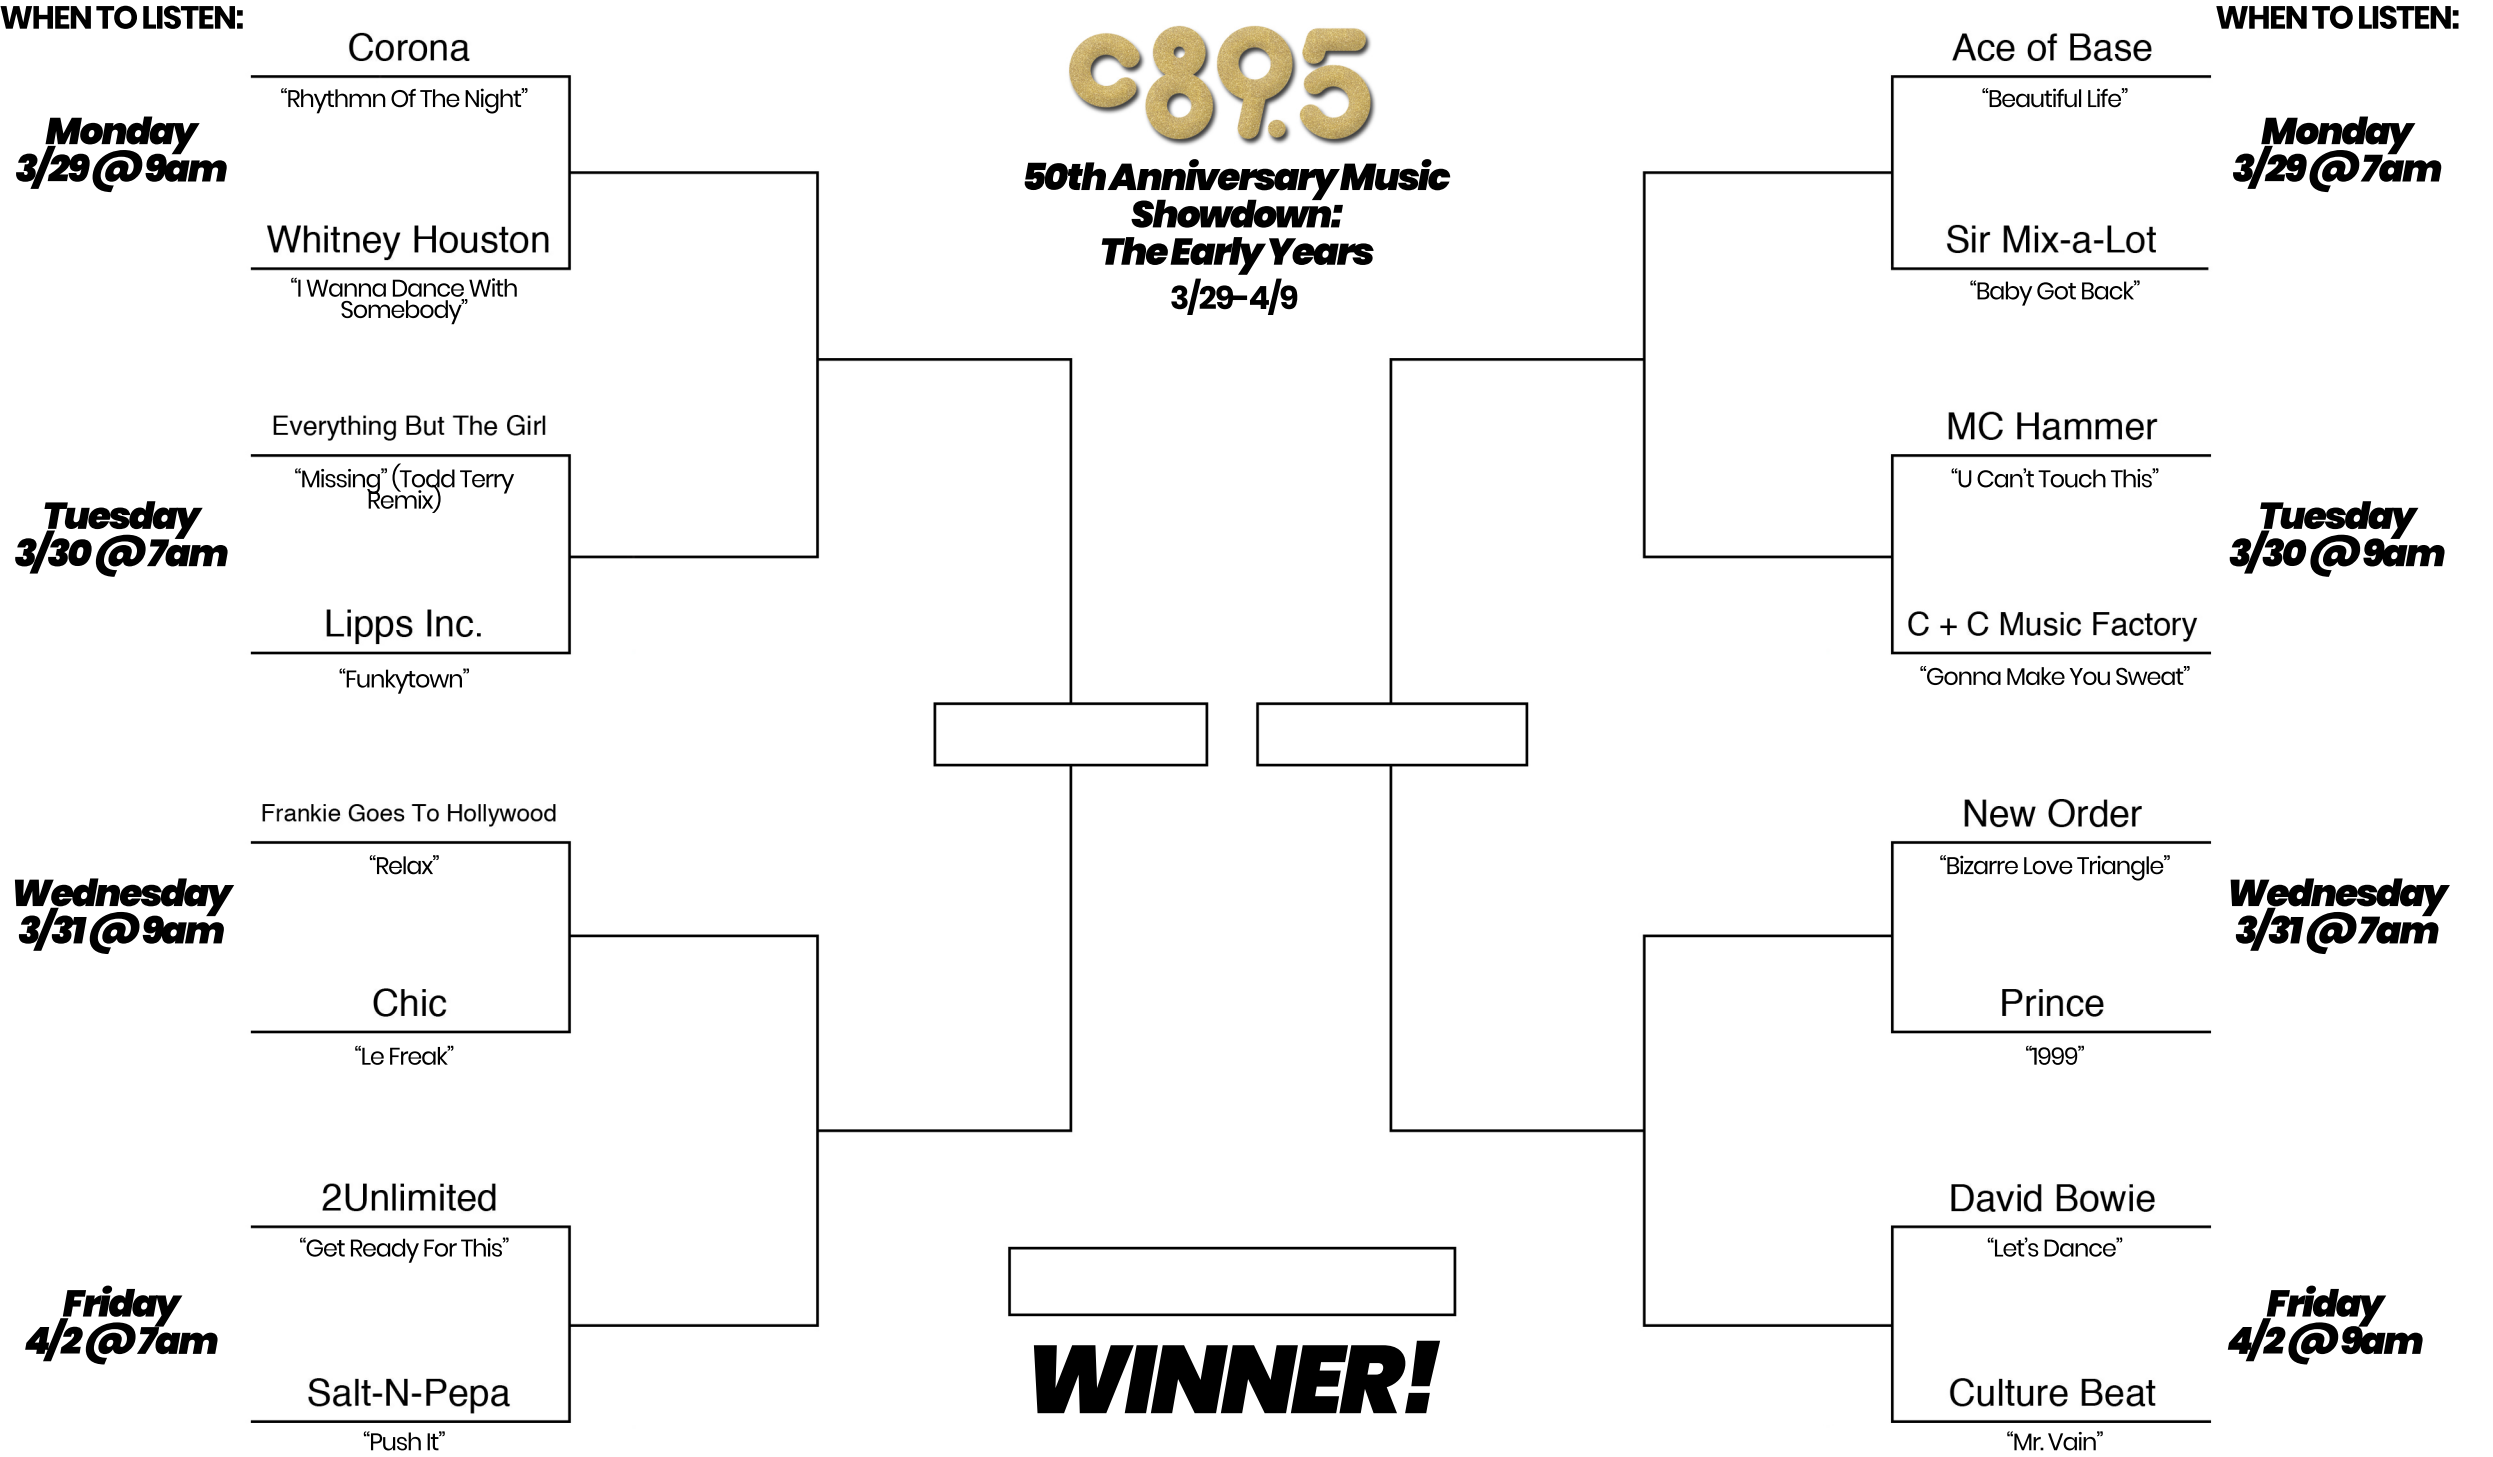 WHEN TO LISTEN:
Corona
“Rhythmn Of The Night”
Monday
3/29 @ 9am
Whitney Houston
“I Wanna Dance With
Somebody”
Everything But The Girl
“Missing” (Todd Terry
Remix)
Tuesday
3/30 @ 7am
Lipps Inc.
“Funkytown”
Frankie Goes To Hollywood
“Relax”
Wednesday
3/31 @ 9am
Chic
“Le Freak”
2Unlimited
“Get Ready For This”
Friday
4/2 @ 7am
Salt-N-Pepa
“Push It”
c89.5
50th Anniversary Music
Showdown:
The Early Years
3/29-4/9
WINNER!
WHEN TO LISTEN:
Ace of Base
“Beautiful Life”
Monday
3/29 @ 7am
Sir Mix-a-Lot
“Baby Got Back”
MC Hammer
“U Can’t Touch This”
Tuesday
3/30 @ 9am
C + C Music Factory
“Gonna Make You Sweat”
New Order
“Bizarre Love Triangle”
Wednesday
3/31 @ 7am
Prince
“1999”
David Bowie
“Let’s Dance”
Friday
4/2 @ 9am
Culture Beat
“Mr. Vain”